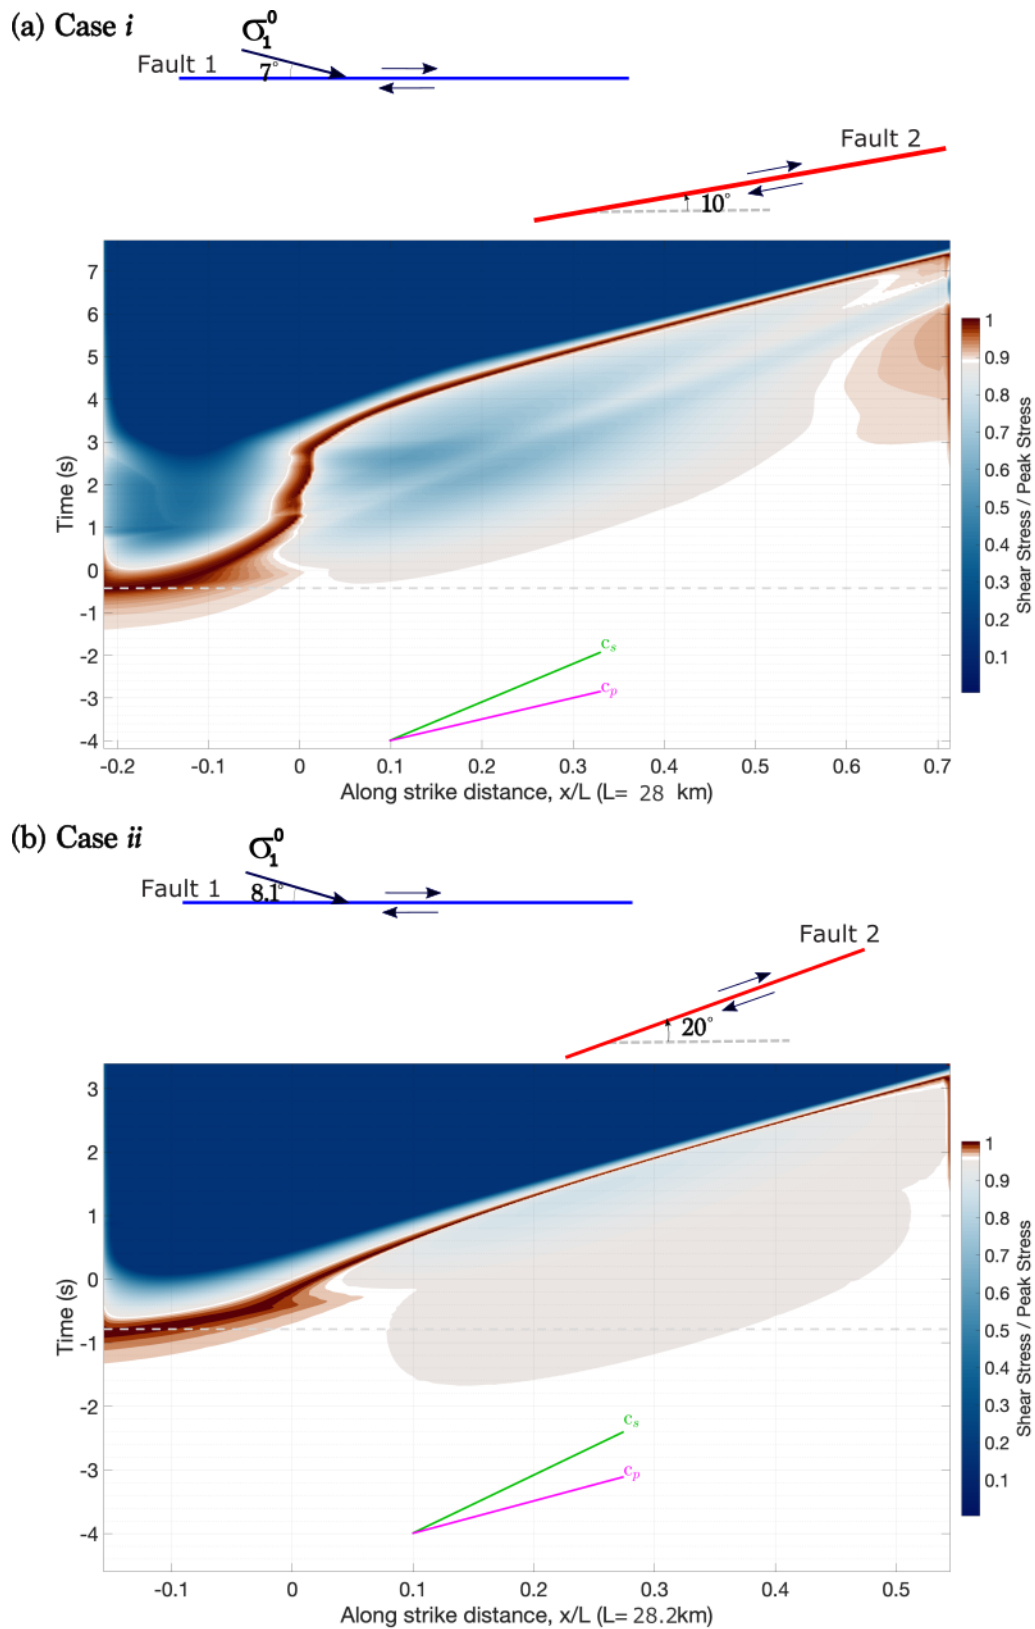 (a) Case i
σ₁⁰
Fault 1
7°
Fault 2
10°
7
6
5
4
3
2
1
0
-1
-2
-3
-4
Time (s)
cₛ
cₚ
-0.2 -0.1 0 0.1 0.2 0.3 0.4 0.5 0.6 0.7
Along strike distance, x/L (L= 28 km)
1
0.9
0.8
0.7
0.6
0.5
0.4
0.3
0.2
0.1
Shear Stress / Peak Stress
(b) Case ii
σ₁⁰
Fault 1
8.1°
Fault 2
20°
3
2
1
0
-1
-2
-3
-4
Time (s)
cₛ
cₚ
-0.1 0 0.1 0.2 0.3 0.4 0.5
Along strike distance, x/L (L= 28.2km)
1
0.9
0.8
0.7
0.6
0.5
0.4
0.3
0.2
0.1
Shear Stress / Peak Stress